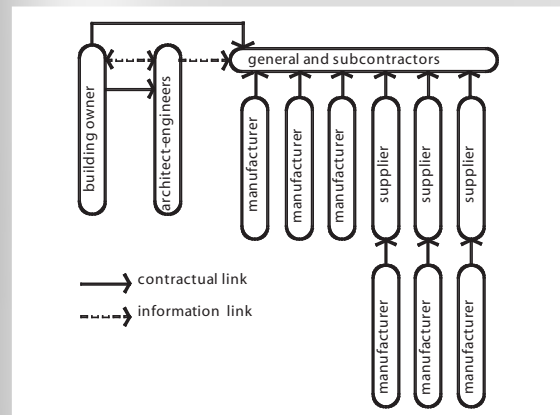 general and subcontractors
building owner
architect-engineers
manufacturer
manufacturer
manufacturer
supplier
supplier
supplier
contractual link
information link
manufacturer
manufacturer
manufacturer